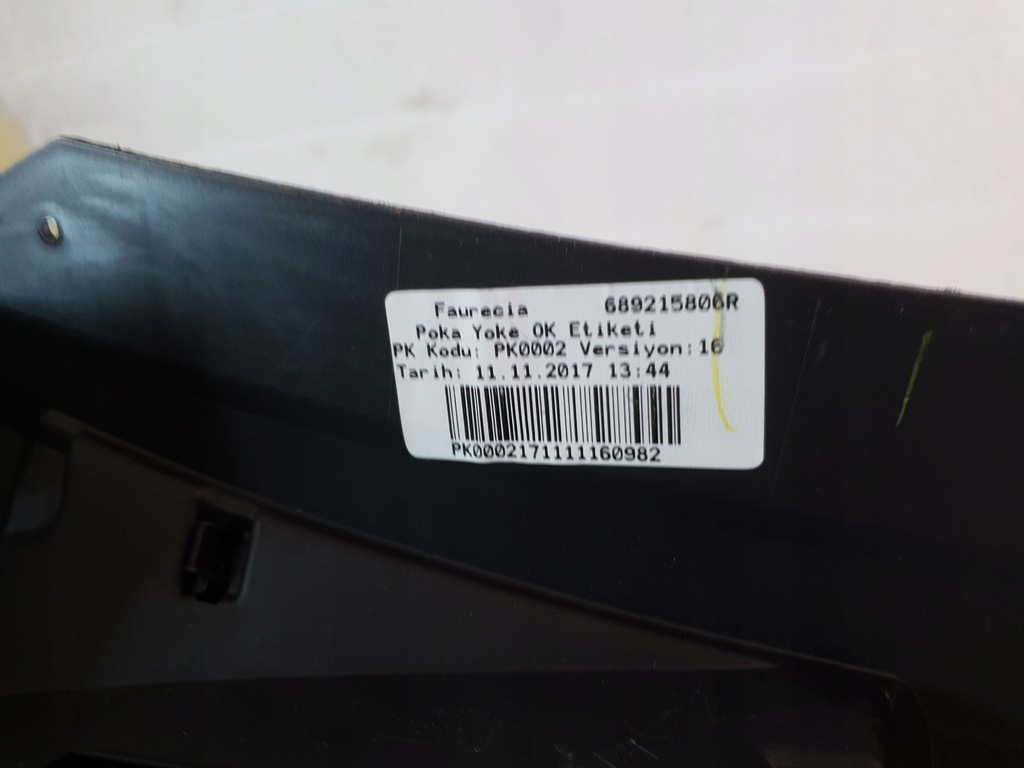 Faurecia 689215806R
Poka Yoke OK Etiketi
PK Kodu: PK0002 Versiyon:16
Tarih: 11.11.2017 13:44
PK0002171111160982